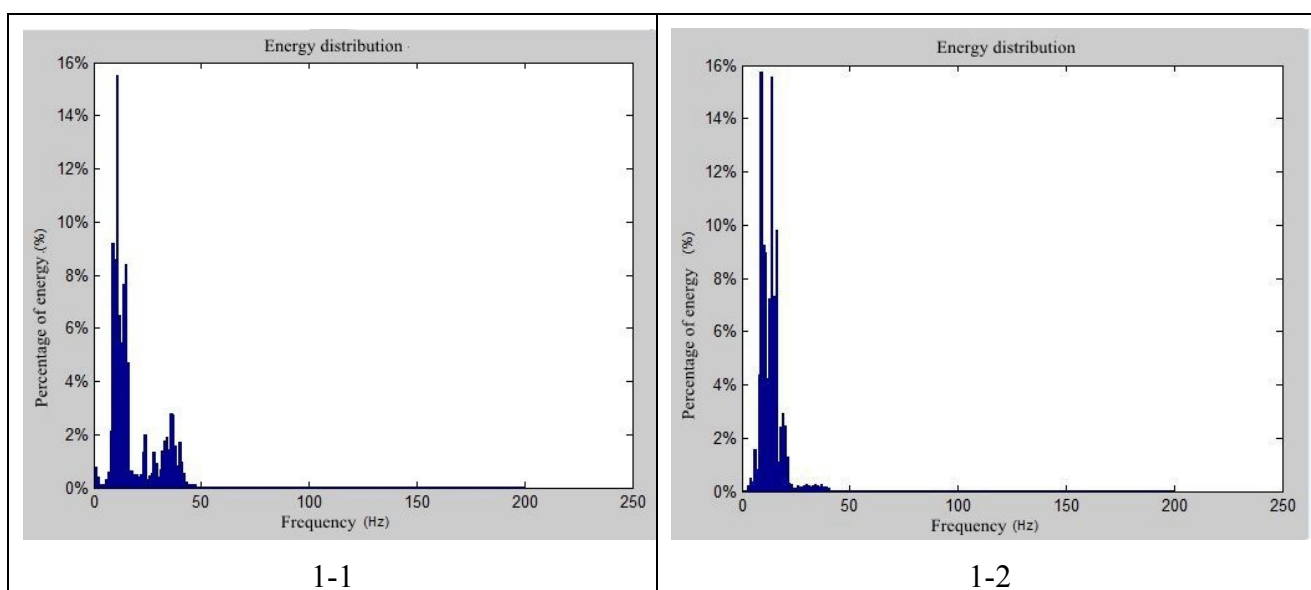 Energy distribution
16%
14%
12%
10%
8%
6%
4%
2%
0%
Percentage of energy (%)
0 50 100 150 200 250
Frequency (Hz)
1-1
Energy distribution
16%
14%
12%
10%
8%
6%
4%
2%
0%
Percentage of energy (%)
0 50 100 150 200 250
Frequency (Hz)
1-2